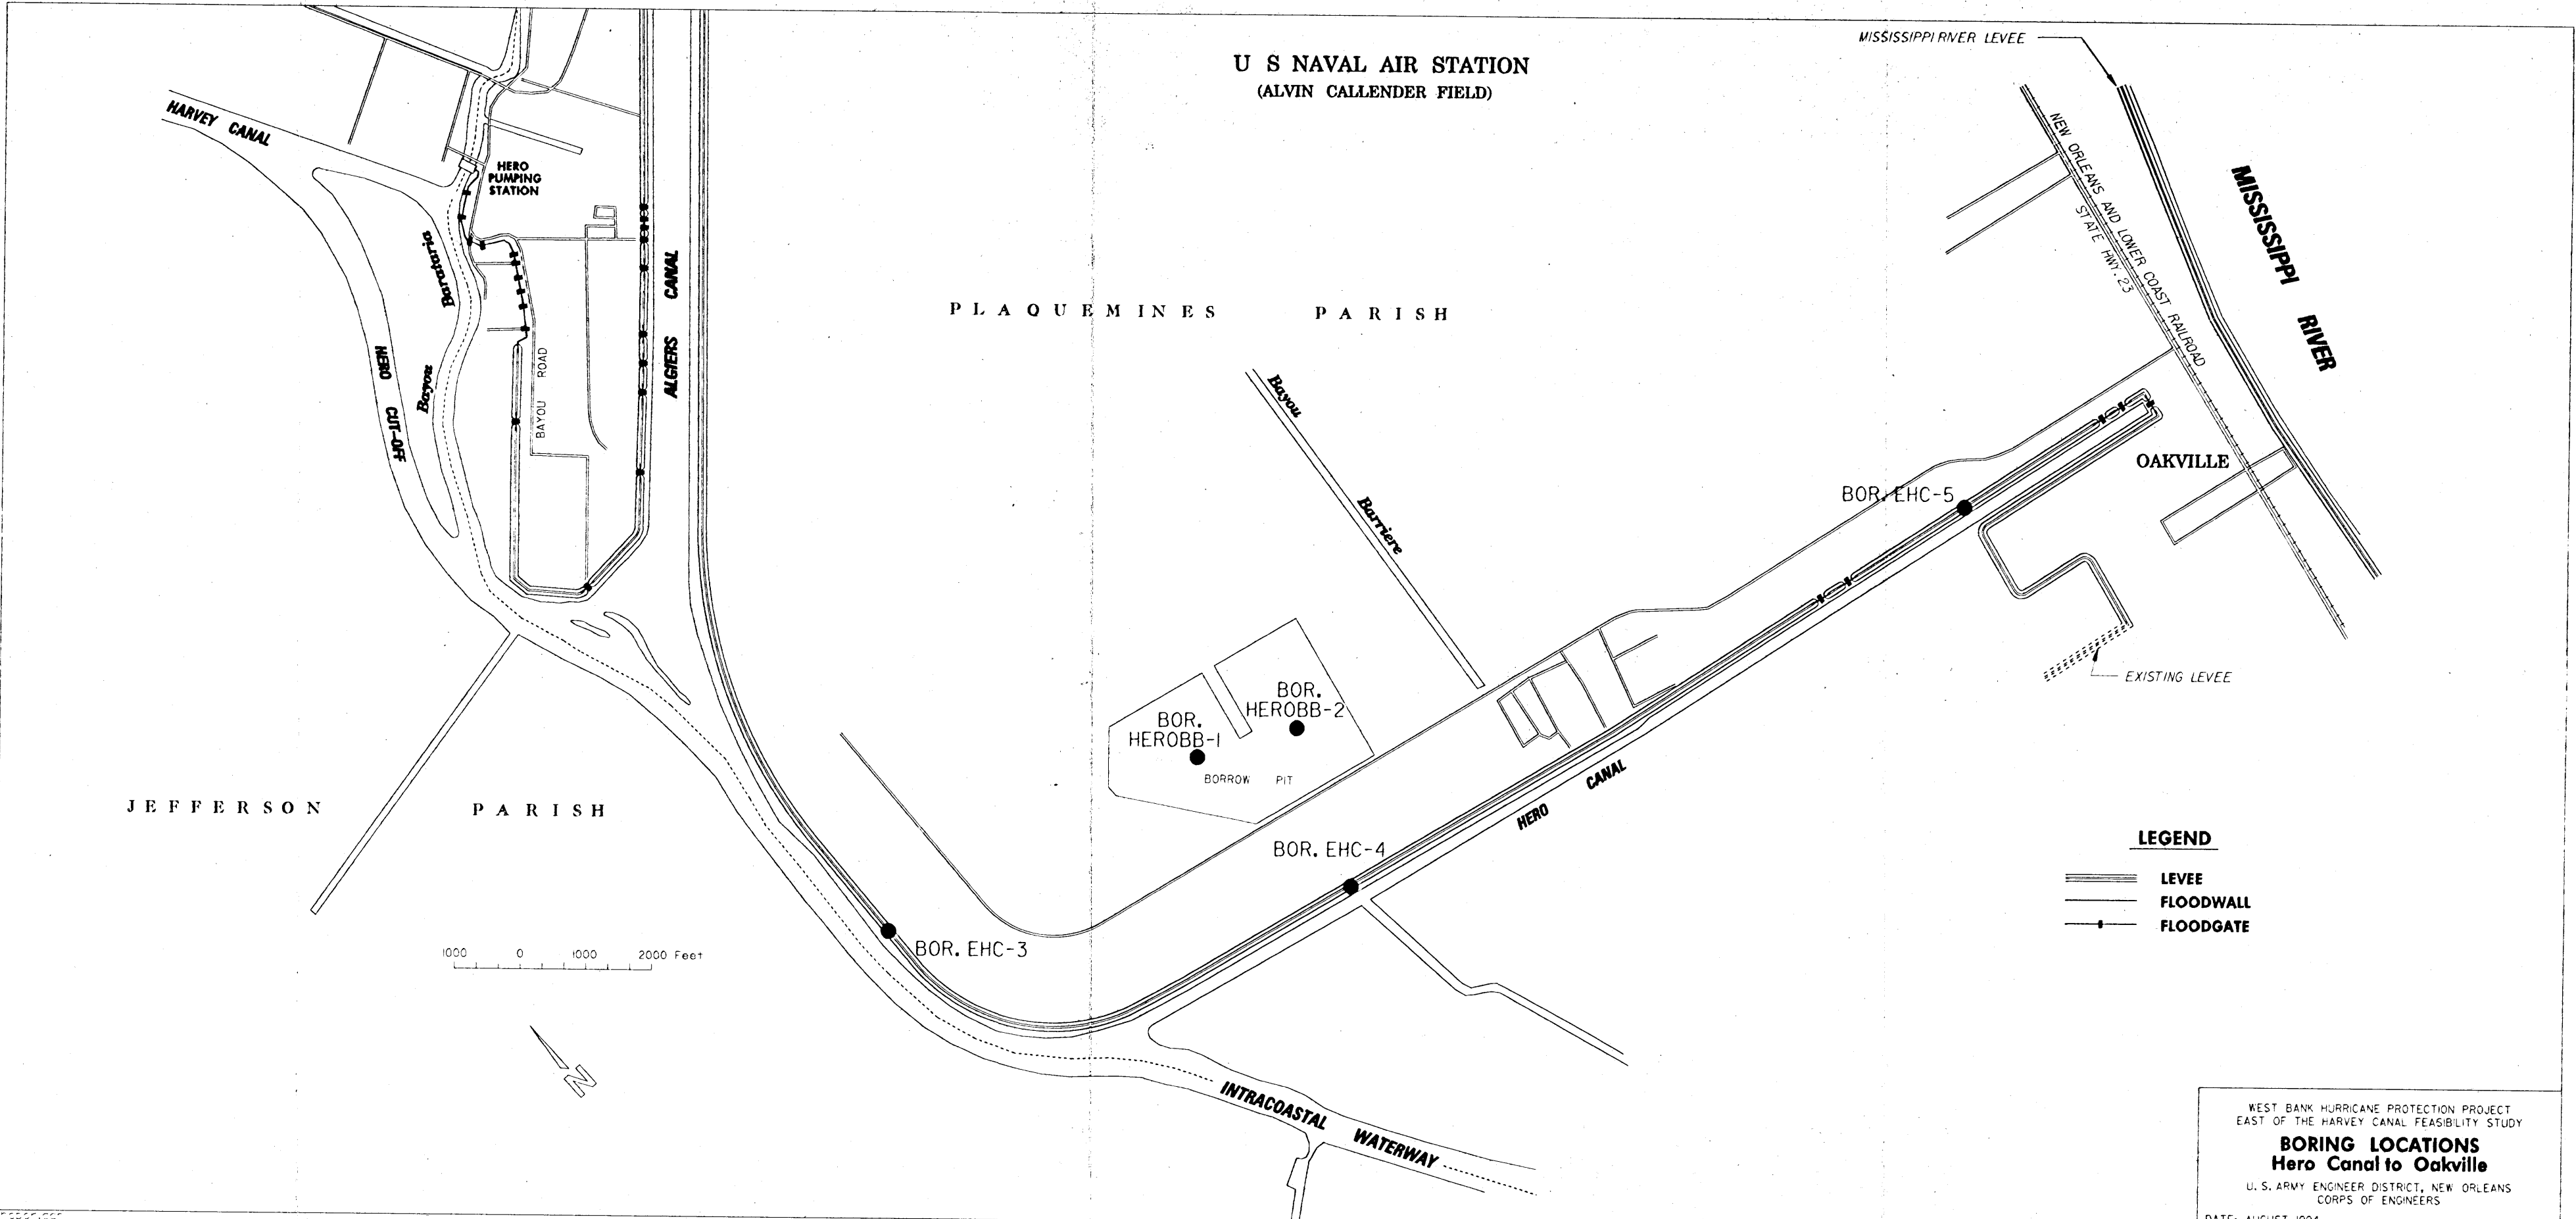 MISSISSIPPI RIVER LEVEE
U S NAVAL AIR STATION
(ALVIN CALLENDER FIELD)
HARVEY CANAL
HERO
PUMPING
STATION
NEW ORLEANS AND LOWER COAST RAILROAD
STATE HWY. 23
MISSISSIPPI RIVER
Bayou Barataria
ALGIERS CANAL
PLAQUEMINES PARISH
HERO CUT-OFF
BAYOU ROAD
Bayou Barriere
OAKVILLE
BOR. EHC-5
EXISTING LEVEE
BOR.
HEROBB-2
BOR.
HEROBB-1
BORROW PIT
HERO CANAL
JEFFERSON PARISH
BOR. EHC-4
LEGEND
LEVEE
FLOODWALL
FLOODGATE
BOR. EHC-3
1000 0 1000 2000 Feet
N
INTRACOASTAL WATERWAY
WEST BANK HURRICANE PROTECTION PROJECT
EAST OF THE HARVEY CANAL FEASIBILITY STUDY
BORING LOCATIONS
Hero Canal to Oakville
U. S. ARMY ENGINEER DISTRICT, NEW ORLEANS
CORPS OF ENGINEERS
DATE: AUGUST 1994